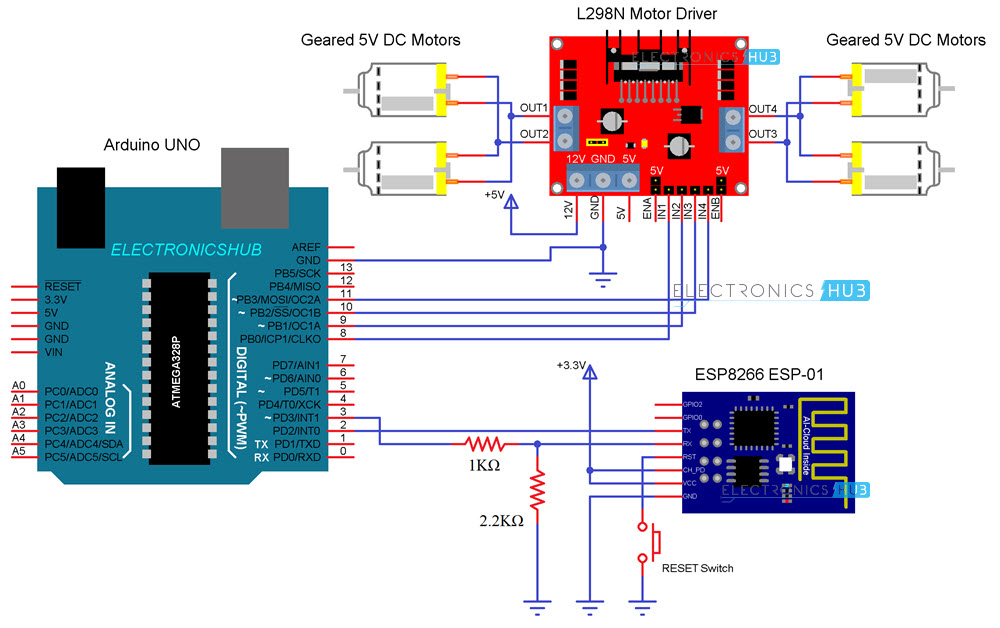 L298N Motor Driver
Geared 5V DC Motors
Geared 5V DC Motors
ELECTRONICS HU3
OUT1
OUT2
OUT4
OUT3
12V GND 5V
5V
5V
Arduino UNO
+5V
12V
GND
5V
ENA
IN1
IN2
IN3
IN4
ENB
ELECTRONICSHUB
AREF
GND
PB5/SCK 13
PB4/MISO 12
~PB3/MOSI/OC2A 11
~ PB2/SS/OC1B 10
~ PB1/OC1A 9
PB0/ICP1/CLKO 8
RESET
3.3V
5V
GND
GND
VIN
ATMEGA328P
ANALOG IN
DIGITAL (~PWM)
PD7/AIN1 7
~ PD6/AIN0 6
~ PD5/T1 5
PD4/T0/XCK 4
~ PD3/INT1 3
PD2/INT0 2
TX PD1/TXD 1
RX PD0/RXD 0
A0 PC0/ADC0
A1 PC1/ADC1
A2 PC2/ADC2
A3 PC3/ADC3
A4 PC4/ADC4/SDA
A5 PC5/ADC5/SCL
ELECTRONICS HU3
+3.3V
ESP8266 ESP-01
GPIO2
GPIO0
TX
RX
RST
CH_PD
VCC
GND
AI-Cloud Inside
ELECTRONICS HU3
1KΩ
2.2KΩ
RESET Switch